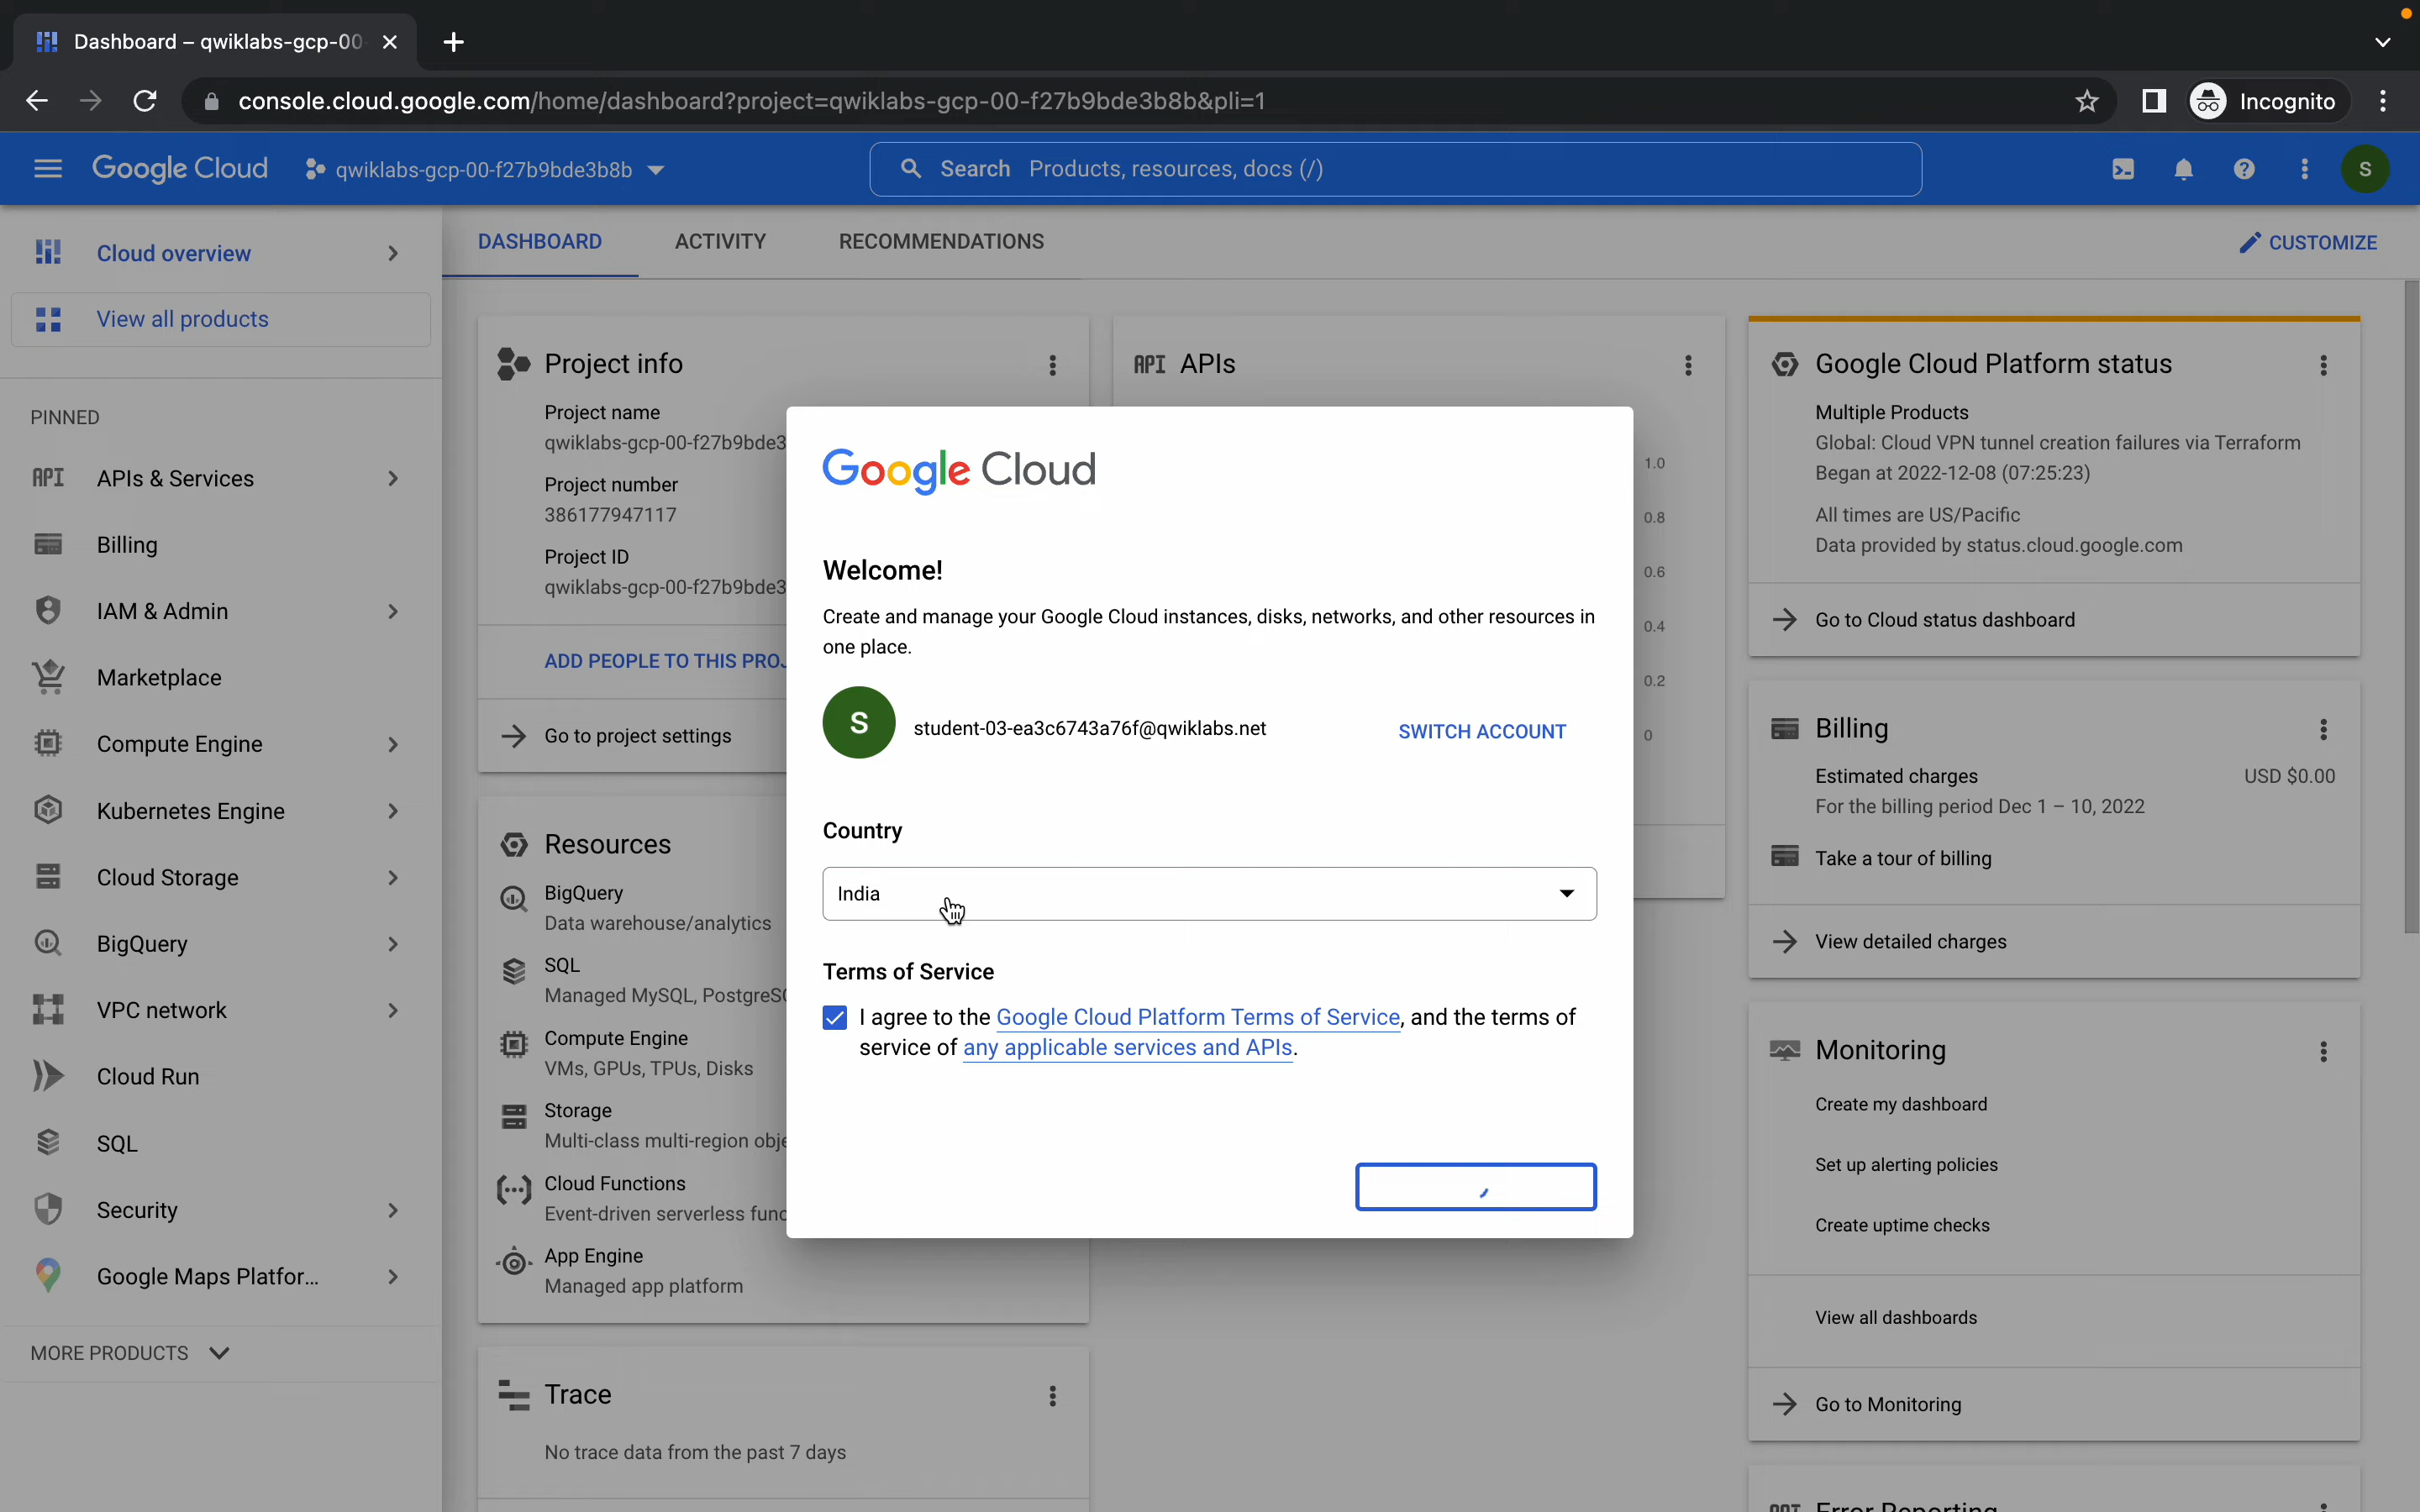 Dashboard – qwiklabs-gcp-00
console.cloud.google.com/home/dashboard?project=qwiklabs-gcp-00-f27b9bde3b8b&pli=1
Incognito
Google Cloud
qwiklabs-gcp-00-f27b9bde3b8b
Search Products, resources, docs (/)
S
Cloud overview
View all products
PINNED
API APIs & Services
Billing
IAM & Admin
Marketplace
Compute Engine
Kubernetes Engine
Cloud Storage
BigQuery
VPC network
Cloud Run
SQL
Security
Google Maps Platfor...
MORE PRODUCTS
DASHBOARD
ACTIVITY
RECOMMENDATIONS
CUSTOMIZE
Project info
Project name
qwiklabs-gcp-00-f27b9bde3
Project number
386177947117
Project ID
qwiklabs-gcp-00-f27b9bde3
ADD PEOPLE TO THIS PROJ
Go to project settings
Resources
BigQuery
Data warehouse/analytics
SQL
Managed MySQL, PostgreSQ
Compute Engine
VMs, GPUs, TPUs, Disks
Storage
Multi-class multi-region obje
Cloud Functions
Event-driven serverless func
App Engine
Managed app platform
Trace
No trace data from the past 7 days
API APIs
1.0
0.8
0.6
0.4
0.2
0
Google Cloud
Welcome!
Create and manage your Google Cloud instances, disks, networks, and other resources in
one place.
S
student-03-ea3c6743a76f@qwiklabs.net
SWITCH ACCOUNT
Country
India
Terms of Service
I agree to the Google Cloud Platform Terms of Service, and the terms of
service of any applicable services and APIs.
Google Cloud Platform status
Multiple Products
Global: Cloud VPN tunnel creation failures via Terraform
Began at 2022-12-08 (07:25:23)
All times are US/Pacific
Data provided by status.cloud.google.com
Go to Cloud status dashboard
Billing
Estimated charges
USD $0.00
For the billing period Dec 1 – 10, 2022
Take a tour of billing
View detailed charges
Monitoring
Create my dashboard
Set up alerting policies
Create uptime checks
View all dashboards
Go to Monitoring
Error Reporting